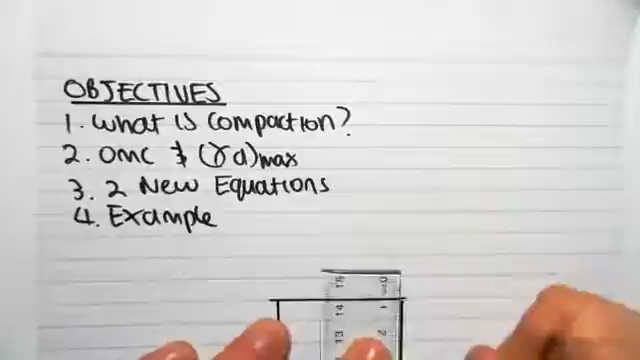 OBJECTIVES
1. What is compaction?
2. OMC & (γd)max
3. 2 New Equations
4. Example